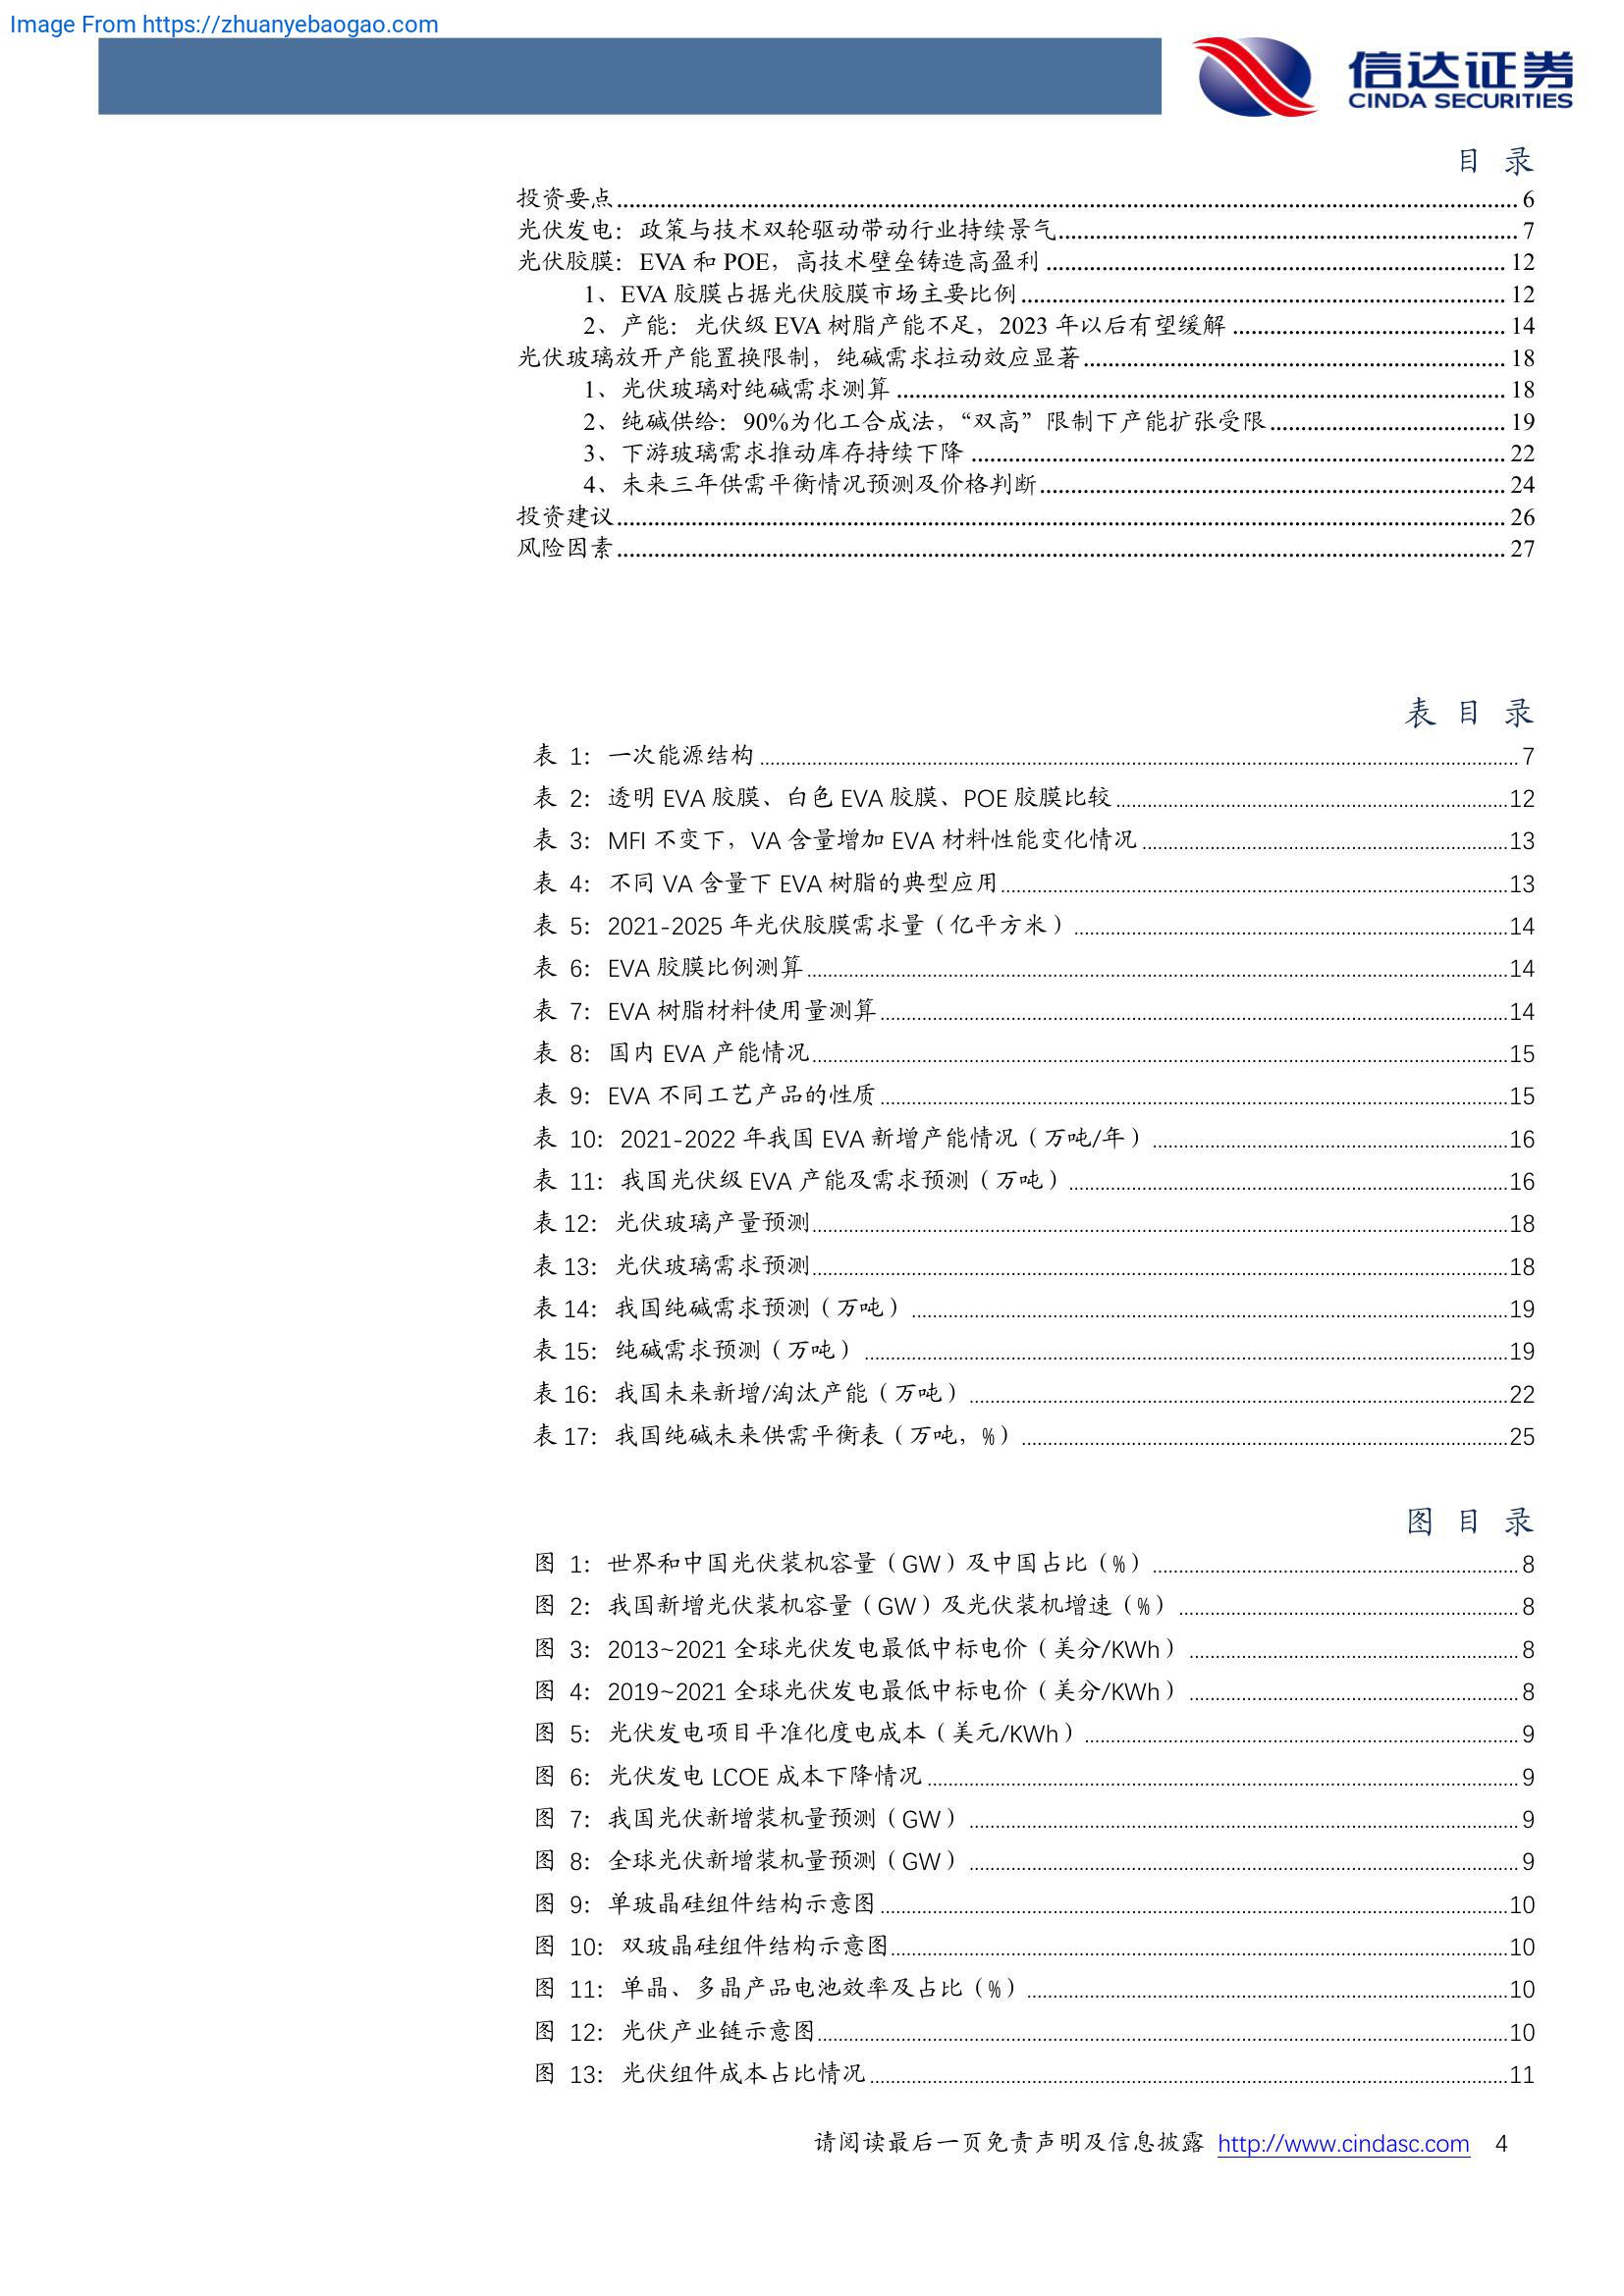 Image From https://zhuanyebaogao.com
信达证券
CINDA SECURITIES
目 录
投资要点 6
光伏发电：政策与技术双轮驱动带动行业持续景气 7
光伏胶膜：EVA 和 POE，高技术壁垒铸造高盈利 12
1、EVA 胶膜占据光伏胶膜市场主要比例 12
2、产能：光伏级 EVA 树脂产能不足，2023 年以后有望缓解 14
光伏玻璃放开产能置换限制，纯碱需求拉动效应显著 18
1、光伏玻璃对纯碱需求测算 18
2、纯碱供给：90%为化工合成法，“双高”限制下产能扩张受限 19
3、下游玻璃需求推动库存持续下降 22
4、未来三年供需平衡情况预测及价格判断 24
投资建议 26
风险因素 27
表 目 录
表 1：一次能源结构 7
表 2：透明 EVA 胶膜、白色 EVA 胶膜、POE 胶膜比较 12
表 3：MFI 不变下，VA 含量增加 EVA 材料性能变化情况 13
表 4：不同 VA 含量下 EVA 树脂的典型应用 13
表 5：2021-2025 年光伏胶膜需求量（亿平方米） 14
表 6：EVA 胶膜比例测算 14
表 7：EVA 树脂材料使用量测算 14
表 8：国内 EVA 产能情况 15
表 9：EVA 不同工艺产品的性质 15
表 10：2021-2022 年我国 EVA 新增产能情况（万吨/年） 16
表 11：我国光伏级 EVA 产能及需求预测（万吨） 16
表 12：光伏玻璃产量预测 18
表 13：光伏玻璃需求预测 18
表 14：我国纯碱需求预测（万吨） 19
表 15：纯碱需求预测（万吨） 19
表 16：我国未来新增/淘汰产能（万吨） 22
表 17：我国纯碱未来供需平衡表（万吨，%） 25
图 目 录
图 1：世界和中国光伏装机容量（GW）及中国占比（%） 8
图 2：我国新增光伏装机容量（GW）及光伏装机增速（%） 8
图 3：2013~2021 全球光伏发电最低中标电价（美分/KWh） 8
图 4：2019~2021 全球光伏发电最低中标电价（美分/KWh） 8
图 5：光伏发电项目平准化度电成本（美元/KWh） 9
图 6：光伏发电 LCOE 成本下降情况 9
图 7：我国光伏新增装机量预测（GW） 9
图 8：全球光伏新增装机量预测（GW） 9
图 9：单玻晶硅组件结构示意图 10
图 10：双玻晶硅组件结构示意图 10
图 11：单晶、多晶产品电池效率及占比（%） 10
图 12：光伏产业链示意图 10
图 13：光伏组件成本占比情况 11
请阅读最后一页免责声明及信息披露 http://www.cindasc.com 4